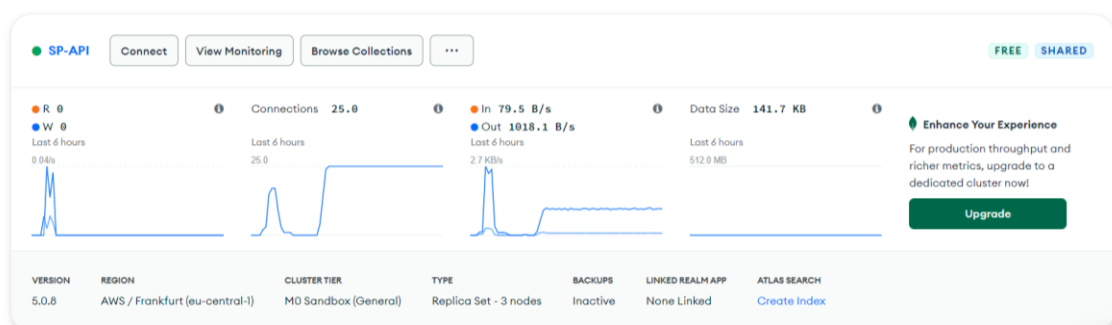 SP-API Connect View Monitoring Browse Collections ... FREE SHARED
R 0
W 0
Last 6 hours
0.04/s
Connections 25.0
Last 6 hours
25.0
In 79.5 B/s
Out 1018.1 B/s
Last 6 hours
2.7 KB/s
Data Size 141.7 KB
Last 6 hours
512.0 MB
Enhance Your Experience
For production throughput and
richer metrics, upgrade to a
dedicated cluster now!
Upgrade
VERSION REGION CLUSTER TIER TYPE BACKUPS LINKED REALM APP ATLAS SEARCH
5.0.8 AWS / Frankfurt (eu-central-1) M0 Sandbox (General) Replica Set - 3 nodes Inactive None Linked Create Index